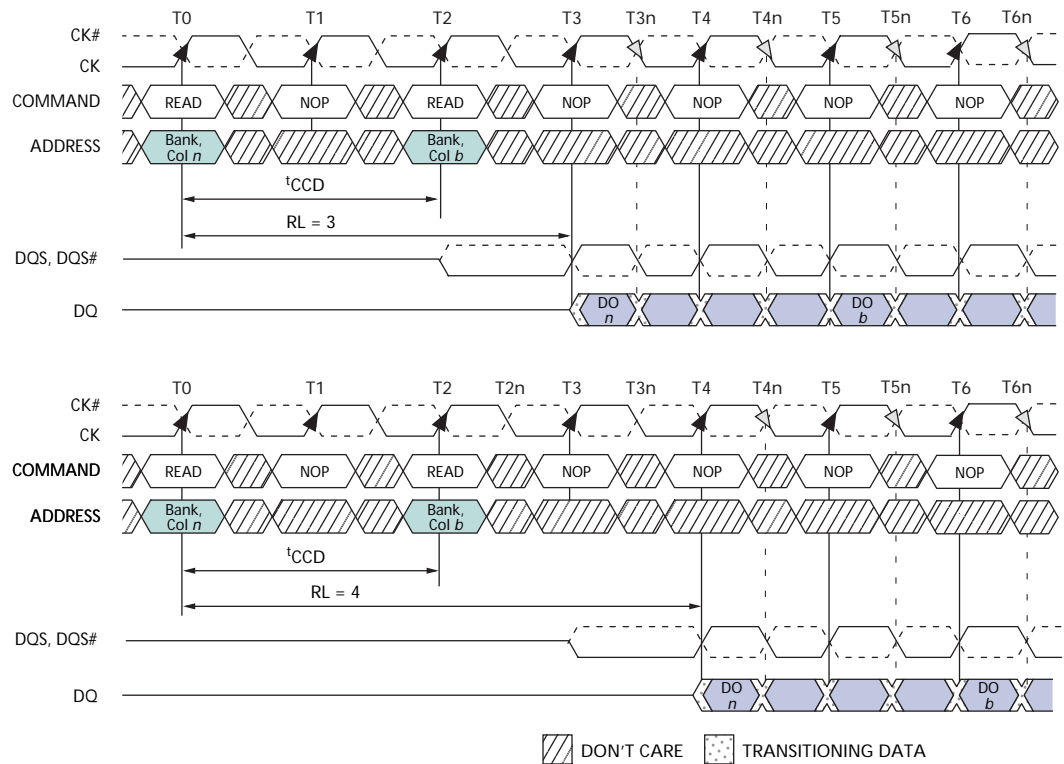 T0 T1 T2 T3 T3n T4 T4n T5 T5n T6 T6n
CK#
CK
COMMAND READ NOP READ NOP NOP NOP NOP
ADDRESS Bank, Col n Bank, Col b
tCCD
RL = 3
DQS, DQS#
DQ DO n DO b
T0 T1 T2 T2n T3 T3n T4 T4n T5 T5n T6 T6n
CK#
CK
COMMAND READ NOP READ NOP NOP NOP NOP
ADDRESS Bank, Col n Bank, Col b
tCCD
RL = 4
DQS, DQS#
DQ DO n DO b
DON'T CARE TRANSITIONING DATA